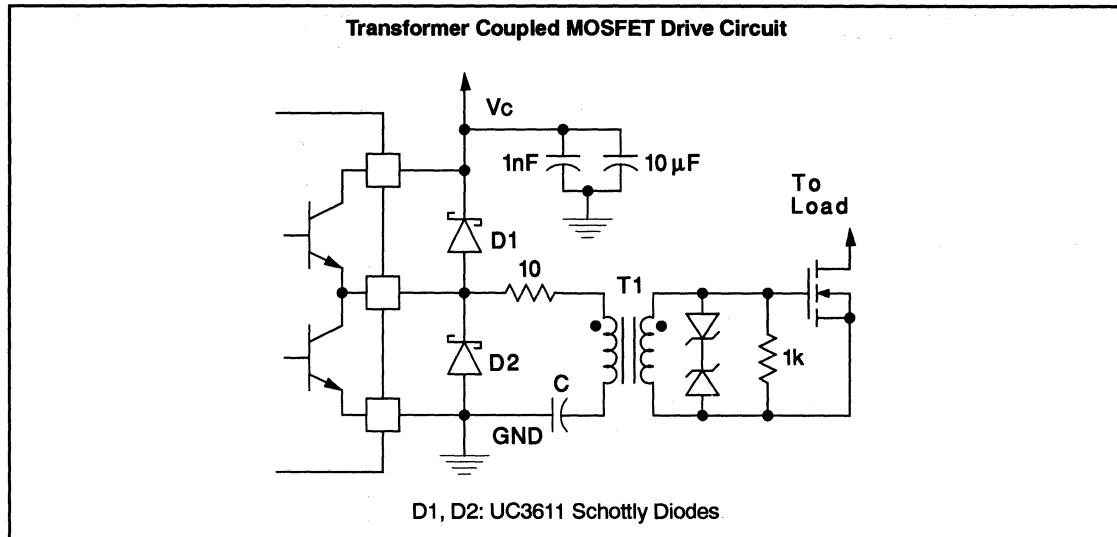 Transformer Coupled MOSFET Drive Circuit
Vc
1nF
10 µF
To
Load
D1
10
T1
D2
1k
C
GND
D1, D2: UC3611 Schottly Diodes